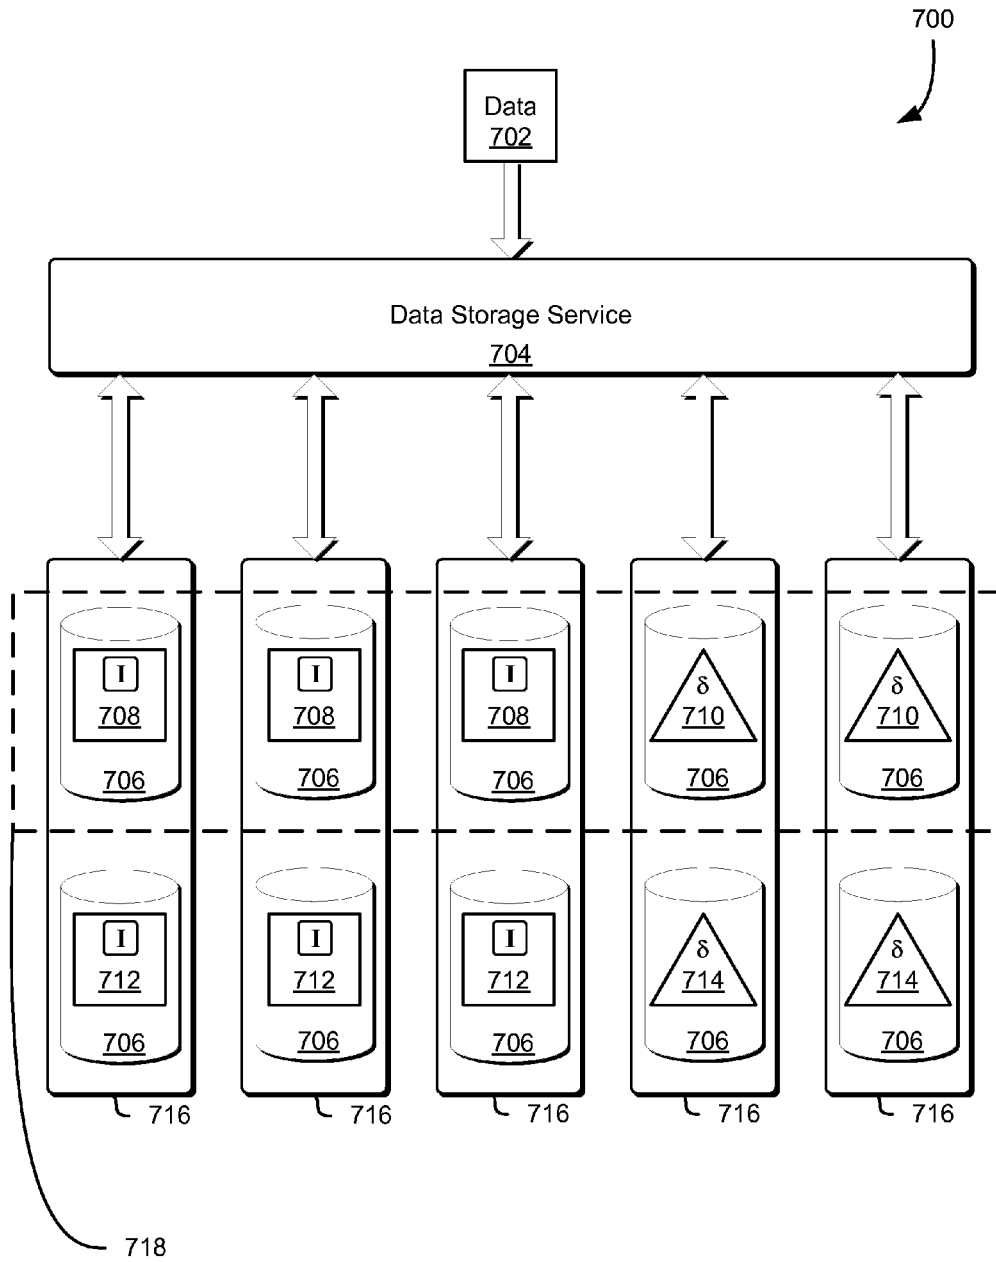 700
Data
702
Data Storage Service
704
I I I δ δ
708 708 708 710 710
706 706 706 706 706
I I I δ δ
712 712 712 714 714
706 706 706 706 706
716 716 716 716 716
718